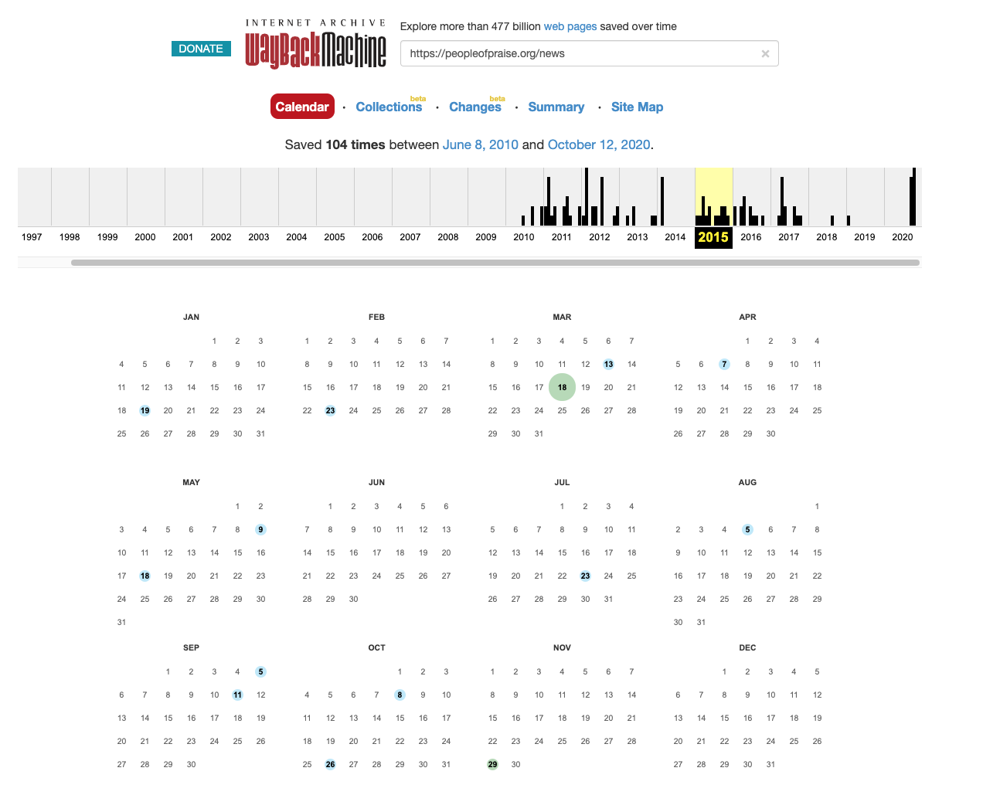 INTERNET ARCHIVE
WayBackMachine
DONATE
Explore more than 477 billion web pages saved over time
https://peopleofpraise.org/news ×
Calendar · Collections beta · Changes beta · Summary · Site Map
Saved 104 times between June 8, 2010 and October 12, 2020.
1997 1998 1999 2000 2001 2002 2003 2004 2005 2006 2007 2008 2009 2010 2011 2012 2013 2014 2015 2016 2017 2018 2019 2020
JAN
1 2 3
4 5 6 7 8 9 10
11 12 13 14 15 16 17
18 19 20 21 22 23 24
25 26 27 28 29 30 31
FEB
1 2 3 4 5 6 7
8 9 10 11 12 13 14
15 16 17 18 19 20 21
22 23 24 25 26 27 28
MAR
1 2 3 4 5 6 7
8 9 10 11 12 13 14
15 16 17 18 19 20 21
22 23 24 25 26 27 28
29 30 31
APR
1 2 3 4
5 6 7 8 9 10 11
12 13 14 15 16 17 18
19 20 21 22 23 24 25
26 27 28 29 30
MAY
1 2
3 4 5 6 7 8 9
10 11 12 13 14 15 16
17 18 19 20 21 22 23
24 25 26 27 28 29 30
31
JUN
1 2 3 4 5 6
7 8 9 10 11 12 13
14 15 16 17 18 19 20
21 22 23 24 25 26 27
28 29 30
JUL
1 2 3 4
5 6 7 8 9 10 11
12 13 14 15 16 17 18
19 20 21 22 23 24 25
26 27 28 29 30 31
AUG
1
2 3 4 5 6 7 8
9 10 11 12 13 14 15
16 17 18 19 20 21 22
23 24 25 26 27 28 29
30 31
SEP
1 2 3 4 5
6 7 8 9 10 11 12
13 14 15 16 17 18 19
20 21 22 23 24 25 26
27 28 29 30
OCT
1 2 3
4 5 6 7 8 9 10
11 12 13 14 15 16 17
18 19 20 21 22 23 24
25 26 27 28 29 30 31
NOV
1 2 3 4 5 6 7
8 9 10 11 12 13 14
15 16 17 18 19 20 21
22 23 24 25 26 27 28
29 30
DEC
1 2 3 4 5
6 7 8 9 10 11 12
13 14 15 16 17 18 19
20 21 22 23 24 25 26
27 28 29 30 31